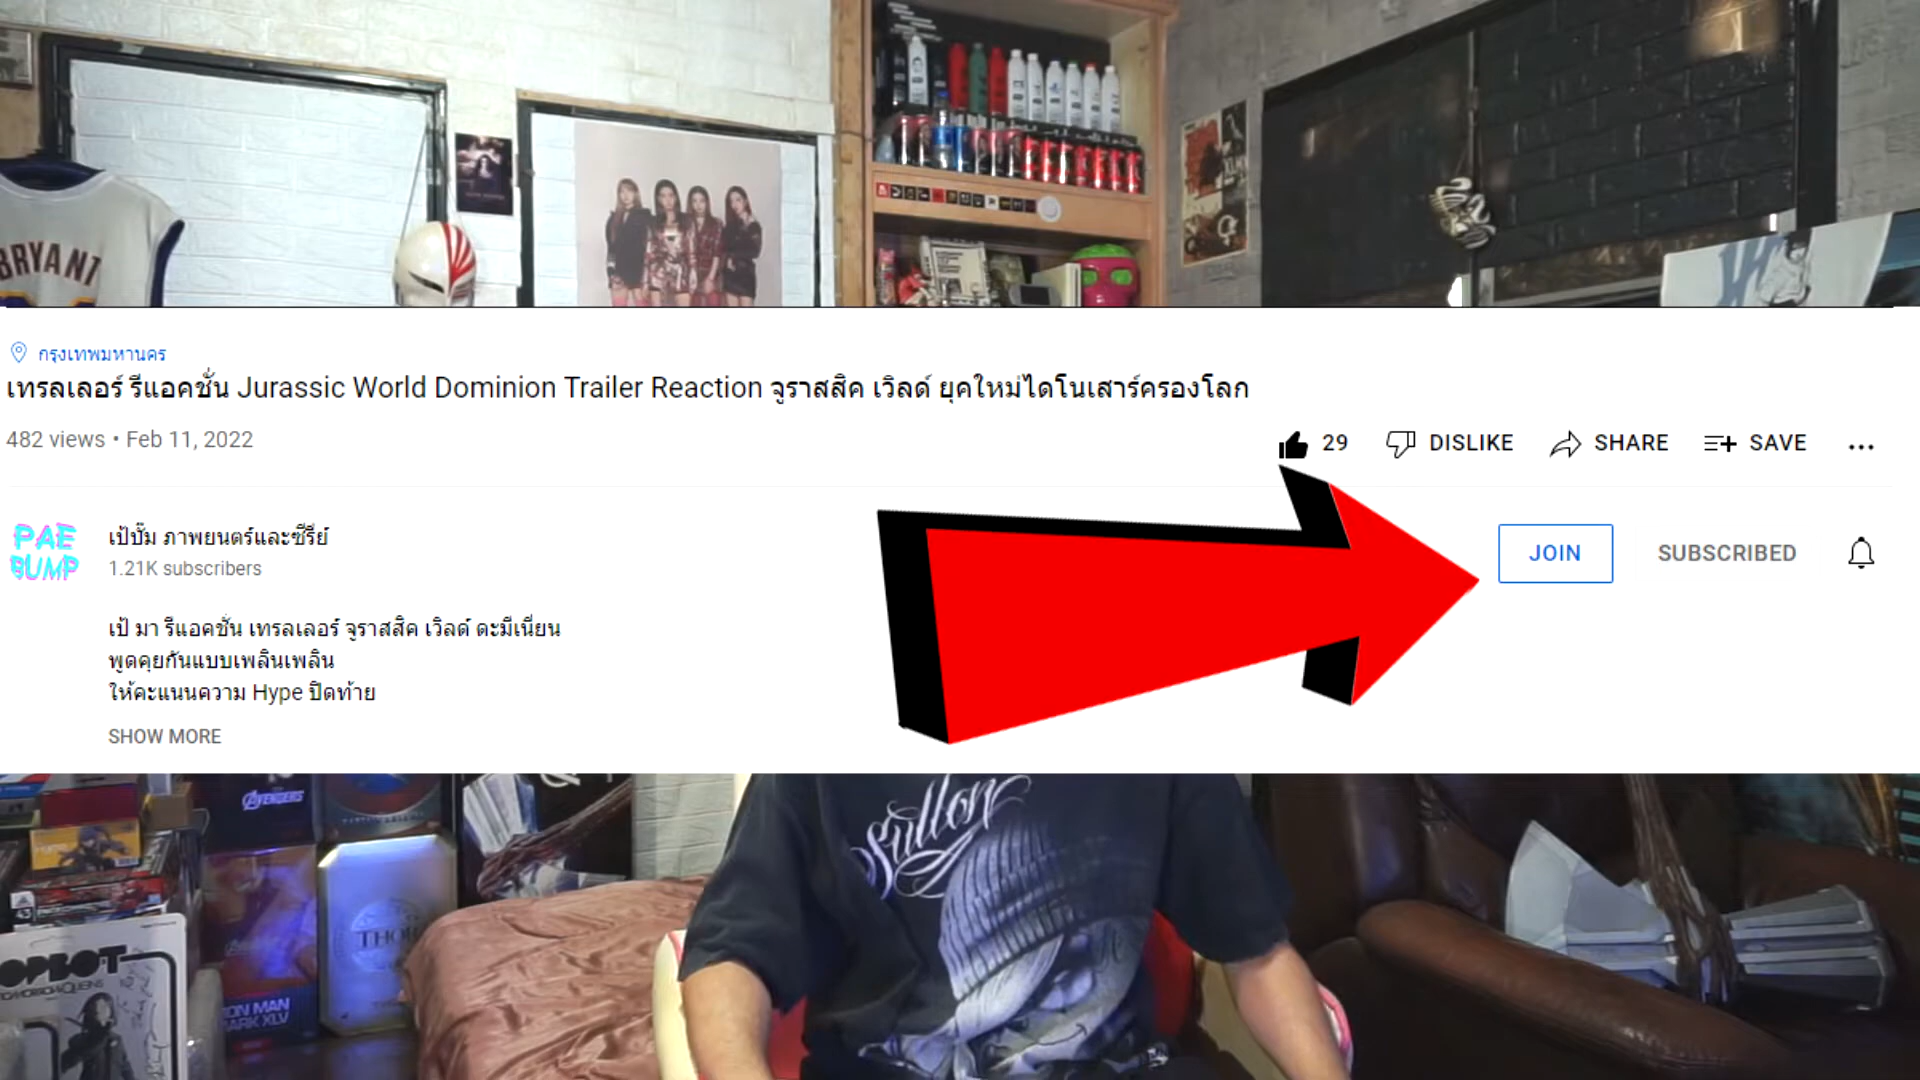 BRYANT
กรุงเทพมหานคร
เทรลเลอร์ รีแอคชั่น Jurassic World Dominion Trailer Reaction จูราสสิค เวิลด์ ยุคใหม่ไดโนเสาร์ครองโลก
482 views • Feb 11, 2022
29 DISLIKE SHARE SAVE ...
PAE BUMP
เป้บั๊ม ภาพยนตร์และซีรีย์
1.21K subscribers
JOIN SUBSCRIBED
เป้ มา รีแอคชั่น เทรลเลอร์ จูราสสิค เวิลด์ ดะมีเนี่ยน
พูดคุยกันแบบเพลินเพลิน
ให้คะแนนความ Hype ปิดท้าย
SHOW MORE
AVENGERS
Sullen
THOR
OPBOT
IRON MAN
MARK XLV